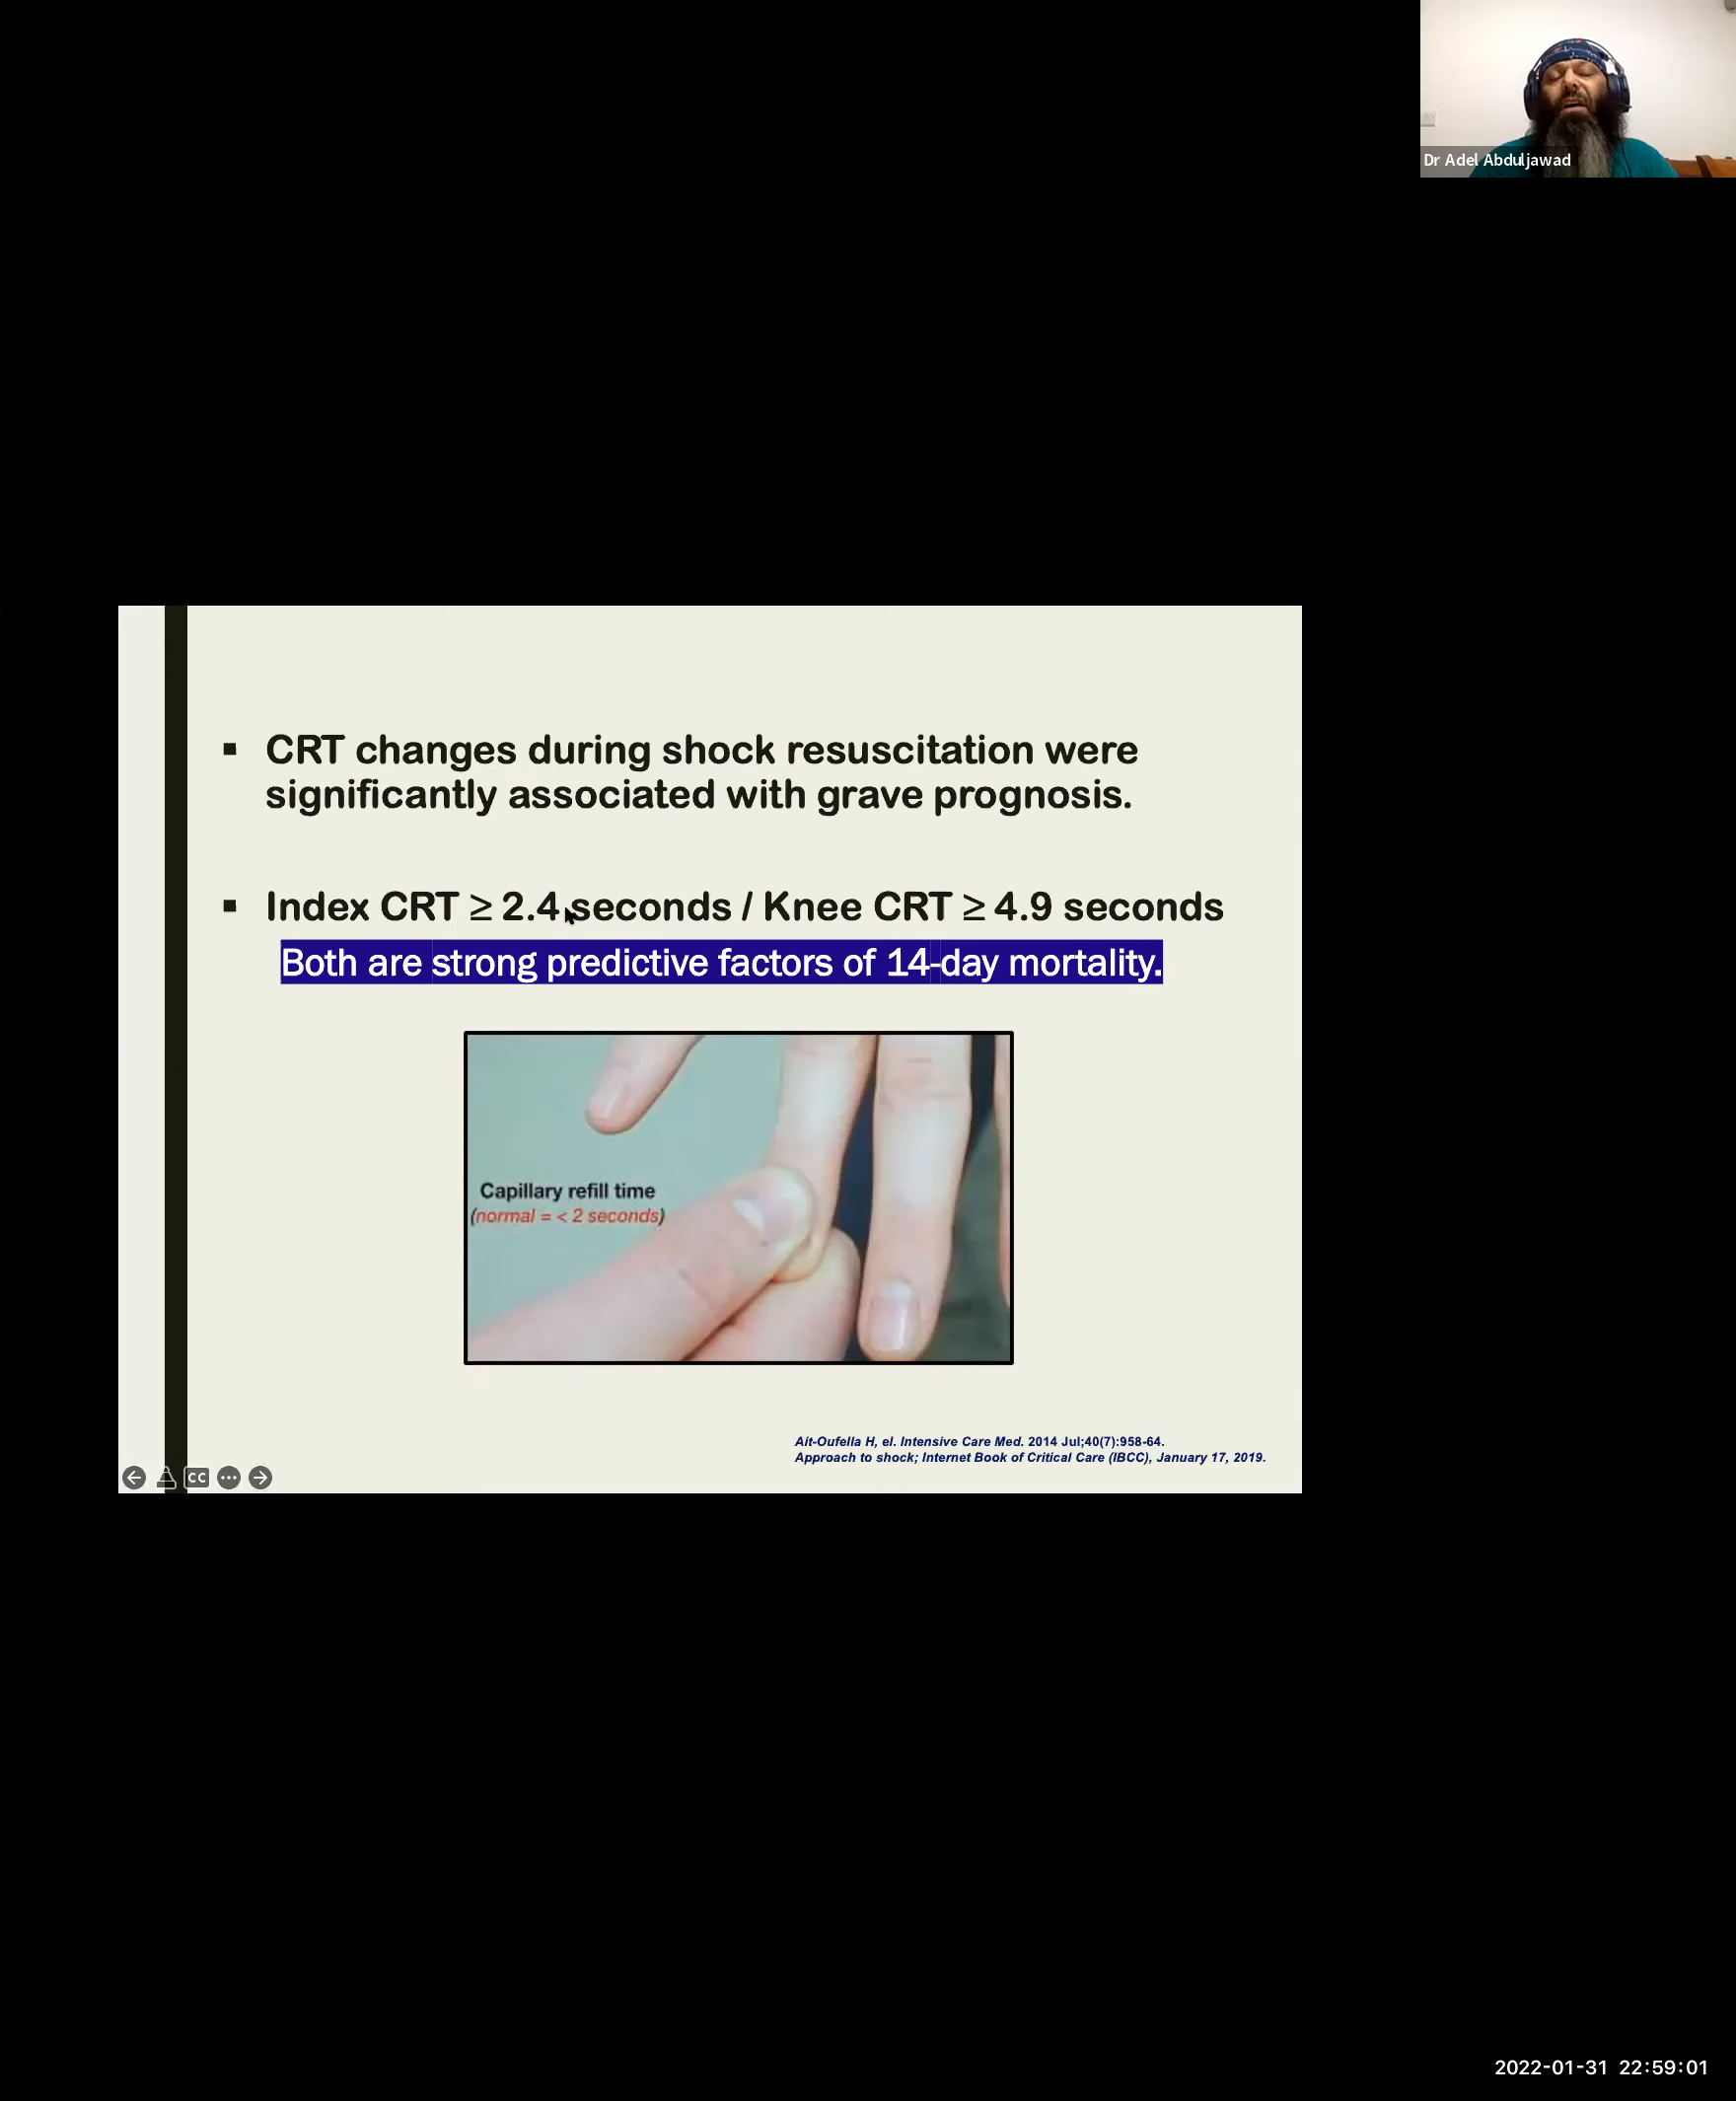 Dr Adel Abduljawad
▪ CRT changes during shock resuscitation were
significantly associated with grave prognosis.
▪ Index CRT ≥ 2.4 seconds / Knee CRT ≥ 4.9 seconds
Both are strong predictive factors of 14-day mortality.
Capillary refill time
(normal = < 2 seconds)
Ait-Oufella H, el. Intensive Care Med. 2014 Jul;40(7):958-64.
Approach to shock; Internet Book of Critical Care (IBCC), January 17, 2019.
CC
2022-01-31 22:59:01